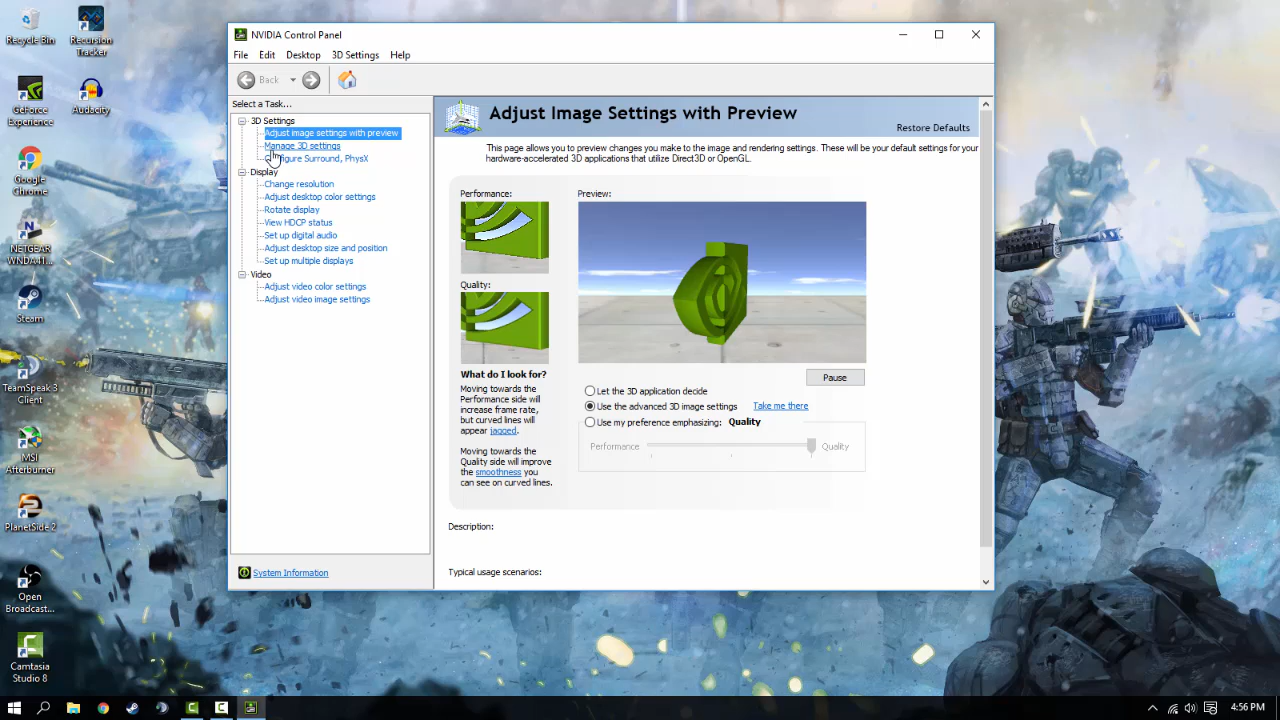 Recycle Bin
Recursion
Tracker
GeForce
Experience
Audacity
Google
Chrome
NETGEAR
WNDA41...
Steam
TeamSpeak 3
Client
MSI
Afterburner
PlanetSide 2
Open
Broadcast...
Camtasia
Studio 8
NVIDIA Control Panel
File Edit Desktop 3D Settings Help
Back
Select a Task...
3D Settings
Adjust image settings with preview
Manage 3D settings
Configure Surround, PhysX
Display
Change resolution
Adjust desktop color settings
Rotate display
View HDCP status
Set up digital audio
Adjust desktop size and position
Set up multiple displays
Video
Adjust video color settings
Adjust video image settings
System Information
Adjust Image Settings with Preview
Restore Defaults
This page allows you to preview changes you make to the image and rendering settings. These will be your default settings for your
hardware-accelerated 3D applications that utilize Direct3D or OpenGL.
Performance:
Quality:
What do I look for?
Moving towards the
Performance side will
increase frame rate,
but curved lines will
appear jagged.
Moving towards the
Quality side will improve
the smoothness you
can see on curved lines.
Preview:
Pause
Let the 3D application decide
Use the advanced 3D image settings Take me there
Use my preference emphasizing: Quality
Performance Quality
Description:
Typical usage scenarios:
4:56 PM